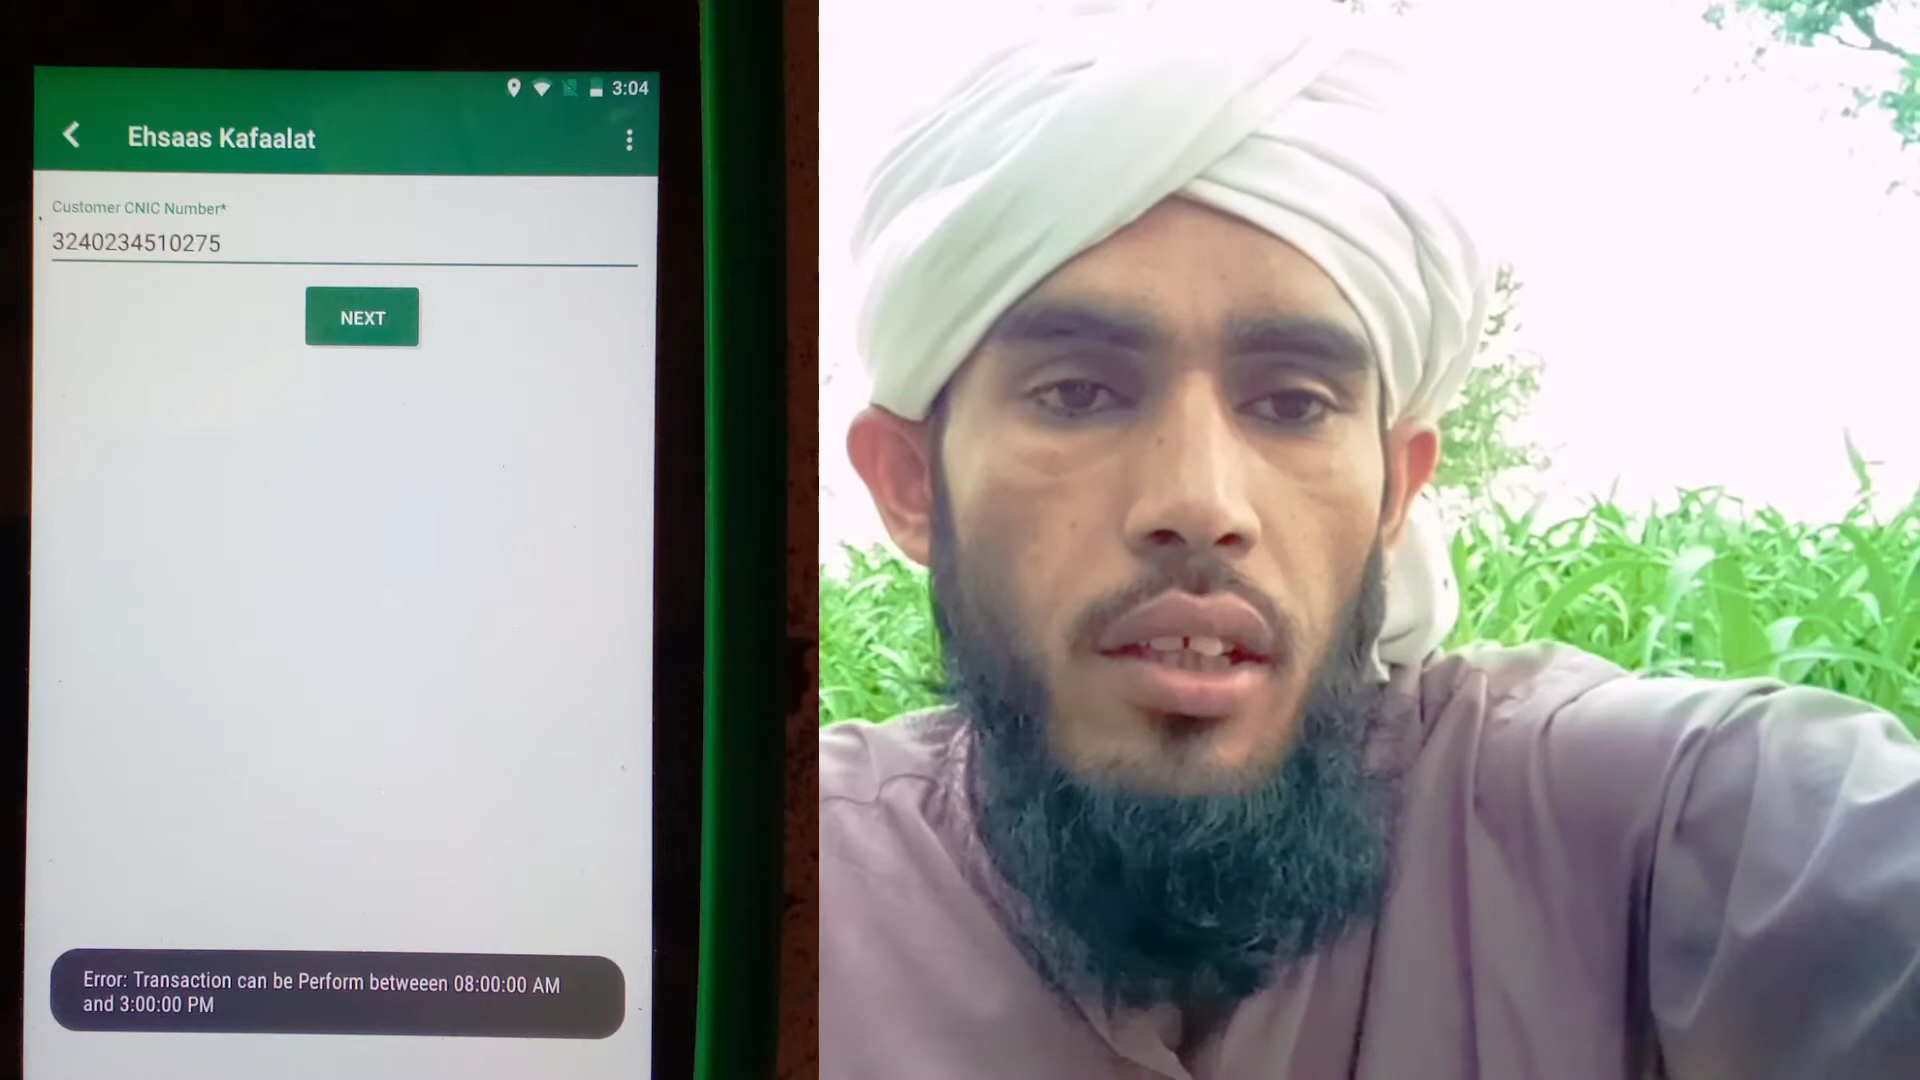 3:04
Ehsaas Kafaalat
Customer CNIC Number*
3240234510275
NEXT
Error: Transaction can be Perform betweeen 08:00:00 AM
and 3:00:00 PM